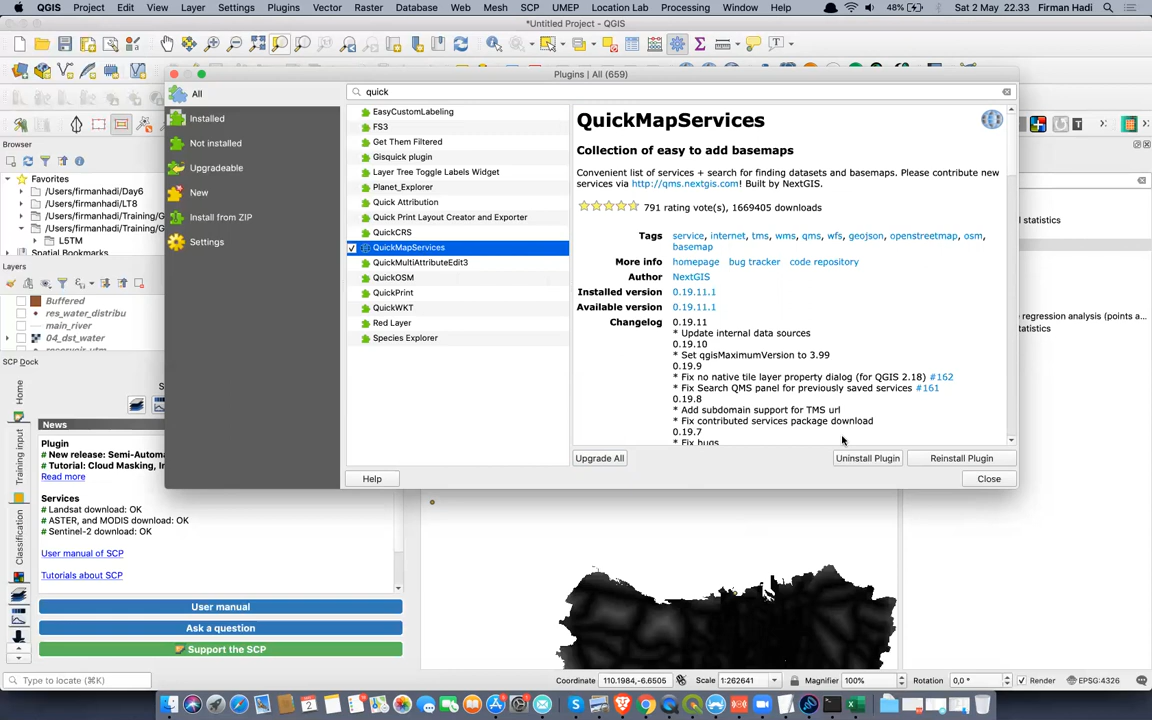 QGIS Project Edit View Layer Settings Plugins Vector Raster Database Web Mesh SCP UMEP Location Lab Processing Window Help 48% Sat 2 May 22.33 Firman Hadi
*Untitled Project - QGIS
Plugins | All (659)
All
quick
Installed
Not installed
Upgradeable
New
Install from ZIP
Settings
EasyCustomLabeling
FS3
Get Them Filtered
Gisquick plugin
Layer Tree Toggle Labels Widget
Planet_Explorer
Quick Attribution
Quick Print Layout Creator and Exporter
QuickCRS
QuickMapServices
QuickMultiAttributeEdit3
QuickOSM
QuickPrint
QuickWKT
Red Layer
Species Explorer
QuickMapServices
Collection of easy to add basemaps
Convenient list of services + search for finding datasets and basemaps. Please contribute new
services via http://qms.nextgis.com! Built by NextGIS.
791 rating vote(s), 1669405 downloads
Tags service, internet, tms, wms, qms, wfs, geojson, openstreetmap, osm,
basemap
More info homepage bug tracker code repository
Author NextGIS
Installed version 0.19.11.1
Available version 0.19.11.1
Changelog 0.19.11
* Update internal data sources
0.19.10
* Set qgisMaximumVersion to 3.99
0.19.9
* Fix no native tile layer property dialog (for QGIS 2.18) #162
* Fix Search QMS panel for previously saved services #161
0.19.8
* Add subdomain support for TMS url
* Fix contributed services package download
0.19.7
* Fix bugs
Upgrade All Uninstall Plugin Reinstall Plugin
Help Close
Browser
Favorites
/Users/firmanhadi/Day6
/Users/firmanhadi/LT8
/Users/firmanhadi/Training/G
/Users/firmanhadi/Training/G
L5TM
Spatial Bookmarks
Layers
Buffered
res_water_distribu
main_river
04_dst_water
reservoir_utm
SCP Dock
Home
Training input
Classification
News
Plugin
# New release: Semi-Autom
# Tutorial: Cloud Masking, Im
Read more
Services
# Landsat download: OK
# ASTER, and MODIS download: OK
# Sentinel-2 download: OK
User manual of SCP
Tutorials about SCP
User manual
Ask a question
Support the SCP
statistics
regression analysis (points a
tatistics
Type to locate (⌘K)
Coordinate 110.1984,-6.6505 Scale 1:262641 Magnifier 100% Rotation 0,0 ° Render EPSG:4326